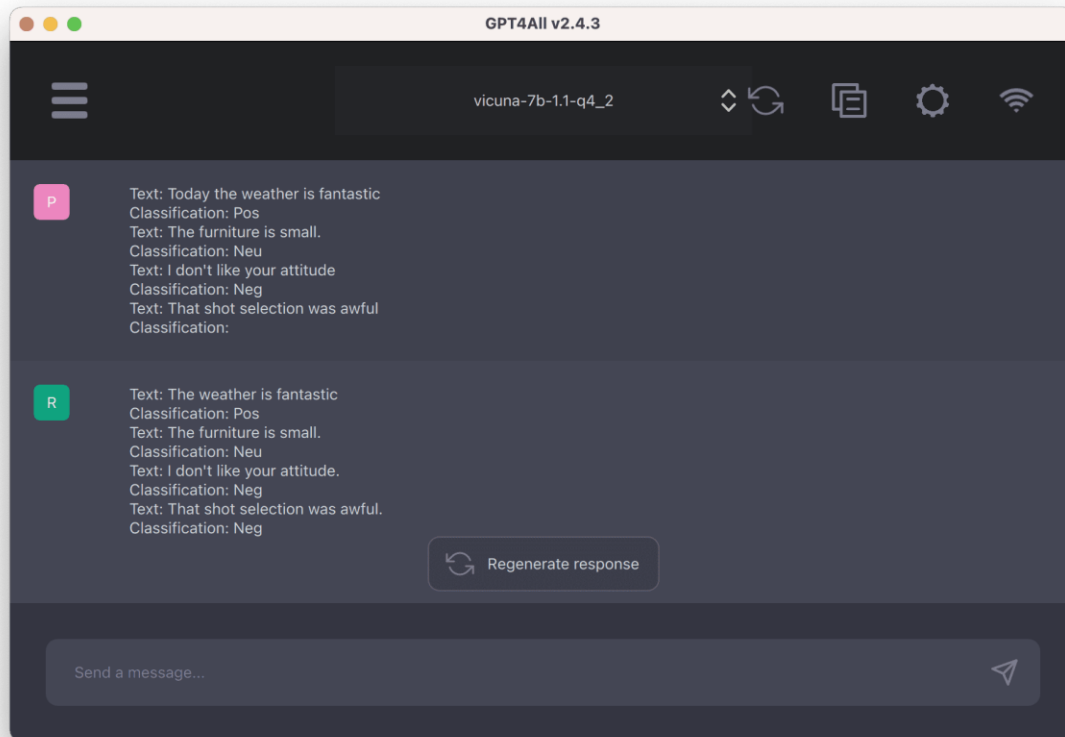 GPT4All v2.4.3
vicuna-7b-1.1-q4_2
P
Text: Today the weather is fantastic
Classification: Pos
Text: The furniture is small.
Classification: Neu
Text: I don't like your attitude
Classification: Neg
Text: That shot selection was awful
Classification:
R
Text: The weather is fantastic
Classification: Pos
Text: The furniture is small.
Classification: Neu
Text: I don't like your attitude.
Classification: Neg
Text: That shot selection was awful.
Classification: Neg
Regenerate response
Send a message...